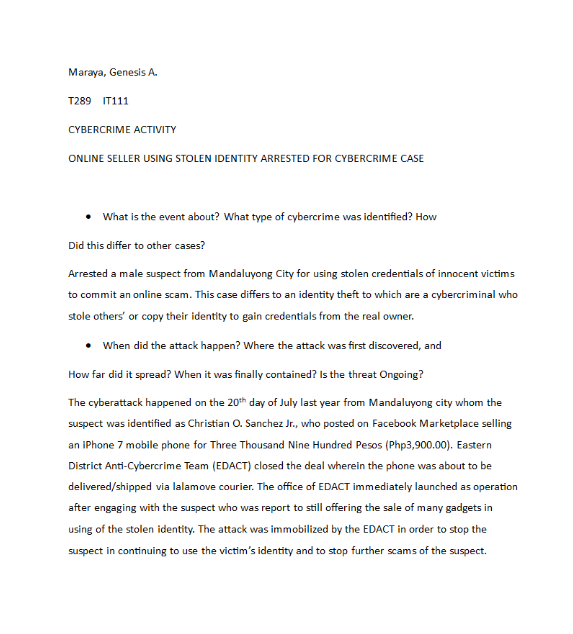 Maraya, Genesis A.
T289 IT111
CYBERCRIME ACTIVITY
ONLINE SELLER USING STOLEN IDENTITY ARRESTED FOR CYBERCRIME CASE
• What is the event about? What type of cybercrime was identified? How
Did this differ to other cases?
Arrested a male suspect from Mandaluyong City for using stolen credentials of innocent victims
to commit an online scam. This case differs to an identity theft to which are a cybercriminal who
stole others' or copy their identity to gain credentials from the real owner.
• When did the attack happen? Where the attack was first discovered, and
How far did it spread? When it was finally contained? Is the threat Ongoing?
The cyberattack happened on the 20th day of July last year from Mandaluyong city whom the
suspect was identified as Christian O. Sanchez Jr., who posted on Facebook Marketplace selling
an iPhone 7 mobile phone for Three Thousand Nine Hundred Pesos (Php3,900.00). Eastern
District Anti-Cybercrime Team (EDACT) closed the deal wherein the phone was about to be
delivered/shipped via lalamove courier. The office of EDACT immediately launched as operation
after engaging with the suspect who was report to still offering the sale of many gadgets in
using of the stolen identity. The attack was immobilized by the EDACT in order to stop the
suspect in continuing to use the victim's identity and to stop further scams of the suspect.